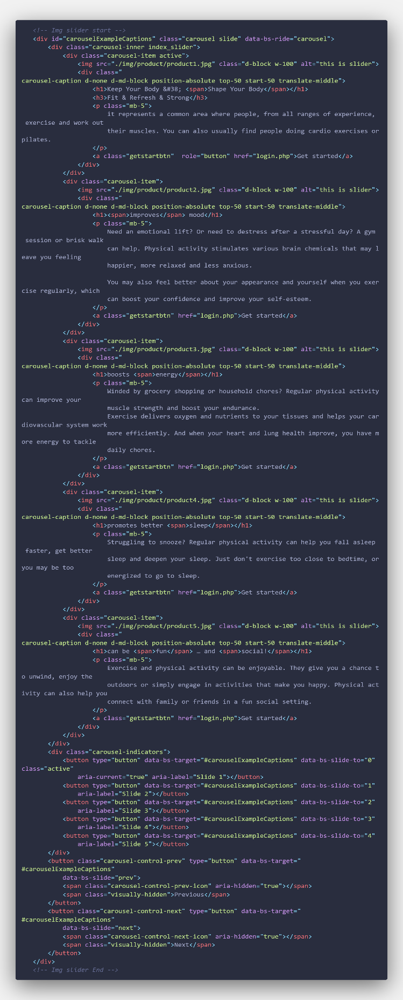 <!-- Img slider start -->
<div id="carouselExampleCaptions" class="carousel slide" data-bs-ride="carousel">
<div class="carousel-inner index_slider">
<div class="carousel-item active">
<img src="./img/product/product1.jpg" class="d-block w-100" alt="this is slider">
<div class="
carousel-caption d-none d-md-block position-absolute top-50 start-50 translate-middle">
<h1>Keep Your Body &#38; <span>Shape Your Body</span></h1>
<h3>Fit & Refresh & Strong</h3>
<p class="mb-5">
it represents a common area where people, from all ranges of experience,
exercise and work out
their muscles. You can also usually find people doing cardio exercises or
pilates.
</p>
<a class="getstartbtn"  role="button" href="login.php">Get started</a>
</div>
</div>
<div class="carousel-item">
<img src="./img/product/product2.jpg" class="d-block w-100" alt="this is slider">
<div class="
carousel-caption d-none d-md-block position-absolute top-50 start-50 translate-middle">
<h1><span>improves</span> mood</h1>
<p class="mb-5">
Need an emotional lift? Or need to destress after a stressful day? A gym
session or brisk walk
can help. Physical activity stimulates various brain chemicals that may l
eave you feeling
happier, more relaxed and less anxious.
You may also feel better about your appearance and yourself when you exer
cise regularly, which
can boost your confidence and improve your self-esteem.
</p>
<a class="getstartbtn" href="login.php">Get started</a>
</div>
</div>
<div class="carousel-item">
<img src="./img/product/product3.jpg" class="d-block w-100" alt="this is slider">
<div class="
carousel-caption d-none d-md-block position-absolute top-50 start-50 translate-middle">
<h1>boosts <span>energy</span></h1>
<p class="mb-5">
Winded by grocery shopping or household chores? Regular physical activity
can improve your
muscle strength and boost your endurance.
Exercise delivers oxygen and nutrients to your tissues and helps your car
diovascular system work
more efficiently. And when your heart and lung health improve, you have m
ore energy to tackle
daily chores.
</p>
<a class="getstartbtn" href="login.php">Get started</a>
</div>
</div>
<div class="carousel-item">
<img src="./img/product/product4.jpg" class="d-block w-100" alt="this is slider">
<div class="
carousel-caption d-none d-md-block position-absolute top-50 start-50 translate-middle">
<h1>promotes better <span>sleep</span></h1>
<p class="mb-5">
Struggling to snooze? Regular physical activity can help you fall asleep
faster, get better
sleep and deepen your sleep. Just don't exercise too close to bedtime, or
you may be too
energized to go to sleep.
</p>
<a class="getstartbtn" href="login.php">Get started</a>
</div>
</div>
<div class="carousel-item">
<img src="./img/product/product5.jpg" class="d-block w-100" alt="this is slider">
<div class="
carousel-caption d-none d-md-block position-absolute top-50 start-50 translate-middle">
<h1>can be <span>fun</span> … and <span>social!</span></h1>
<p class="mb-5">
Exercise and physical activity can be enjoyable. They give you a chance t
o unwind, enjoy the
outdoors or simply engage in activities that make you happy. Physical act
ivity can also help you
connect with family or friends in a fun social setting.
</p>
<a class="getstartbtn" href="login.php">Get started</a>
</div>
</div>
</div>
<div class="carousel-indicators">
<button type="button" data-bs-target="#carouselExampleCaptions" data-bs-slide-to="0"
class="active"
aria-current="true" aria-label="Slide 1"></button>
<button type="button" data-bs-target="#carouselExampleCaptions" data-bs-slide-to="1"
aria-label="Slide 2"></button>
<button type="button" data-bs-target="#carouselExampleCaptions" data-bs-slide-to="2"
aria-label="Slide 3"></button>
<button type="button" data-bs-target="#carouselExampleCaptions" data-bs-slide-to="3"
aria-label="Slide 4"></button>
<button type="button" data-bs-target="#carouselExampleCaptions" data-bs-slide-to="4"
aria-label="Slide 5"></button>
</div>
<button class="carousel-control-prev" type="button" data-bs-target="
#carouselExampleCaptions"
data-bs-slide="prev">
<span class="carousel-control-prev-icon" aria-hidden="true"></span>
<span class="visually-hidden">Previous</span>
</button>
<button class="carousel-control-next" type="button" data-bs-target="
#carouselExampleCaptions"
data-bs-slide="next">
<span class="carousel-control-next-icon" aria-hidden="true"></span>
<span class="visually-hidden">Next</span>
</button>
</div>
<!-- Img slider End -->